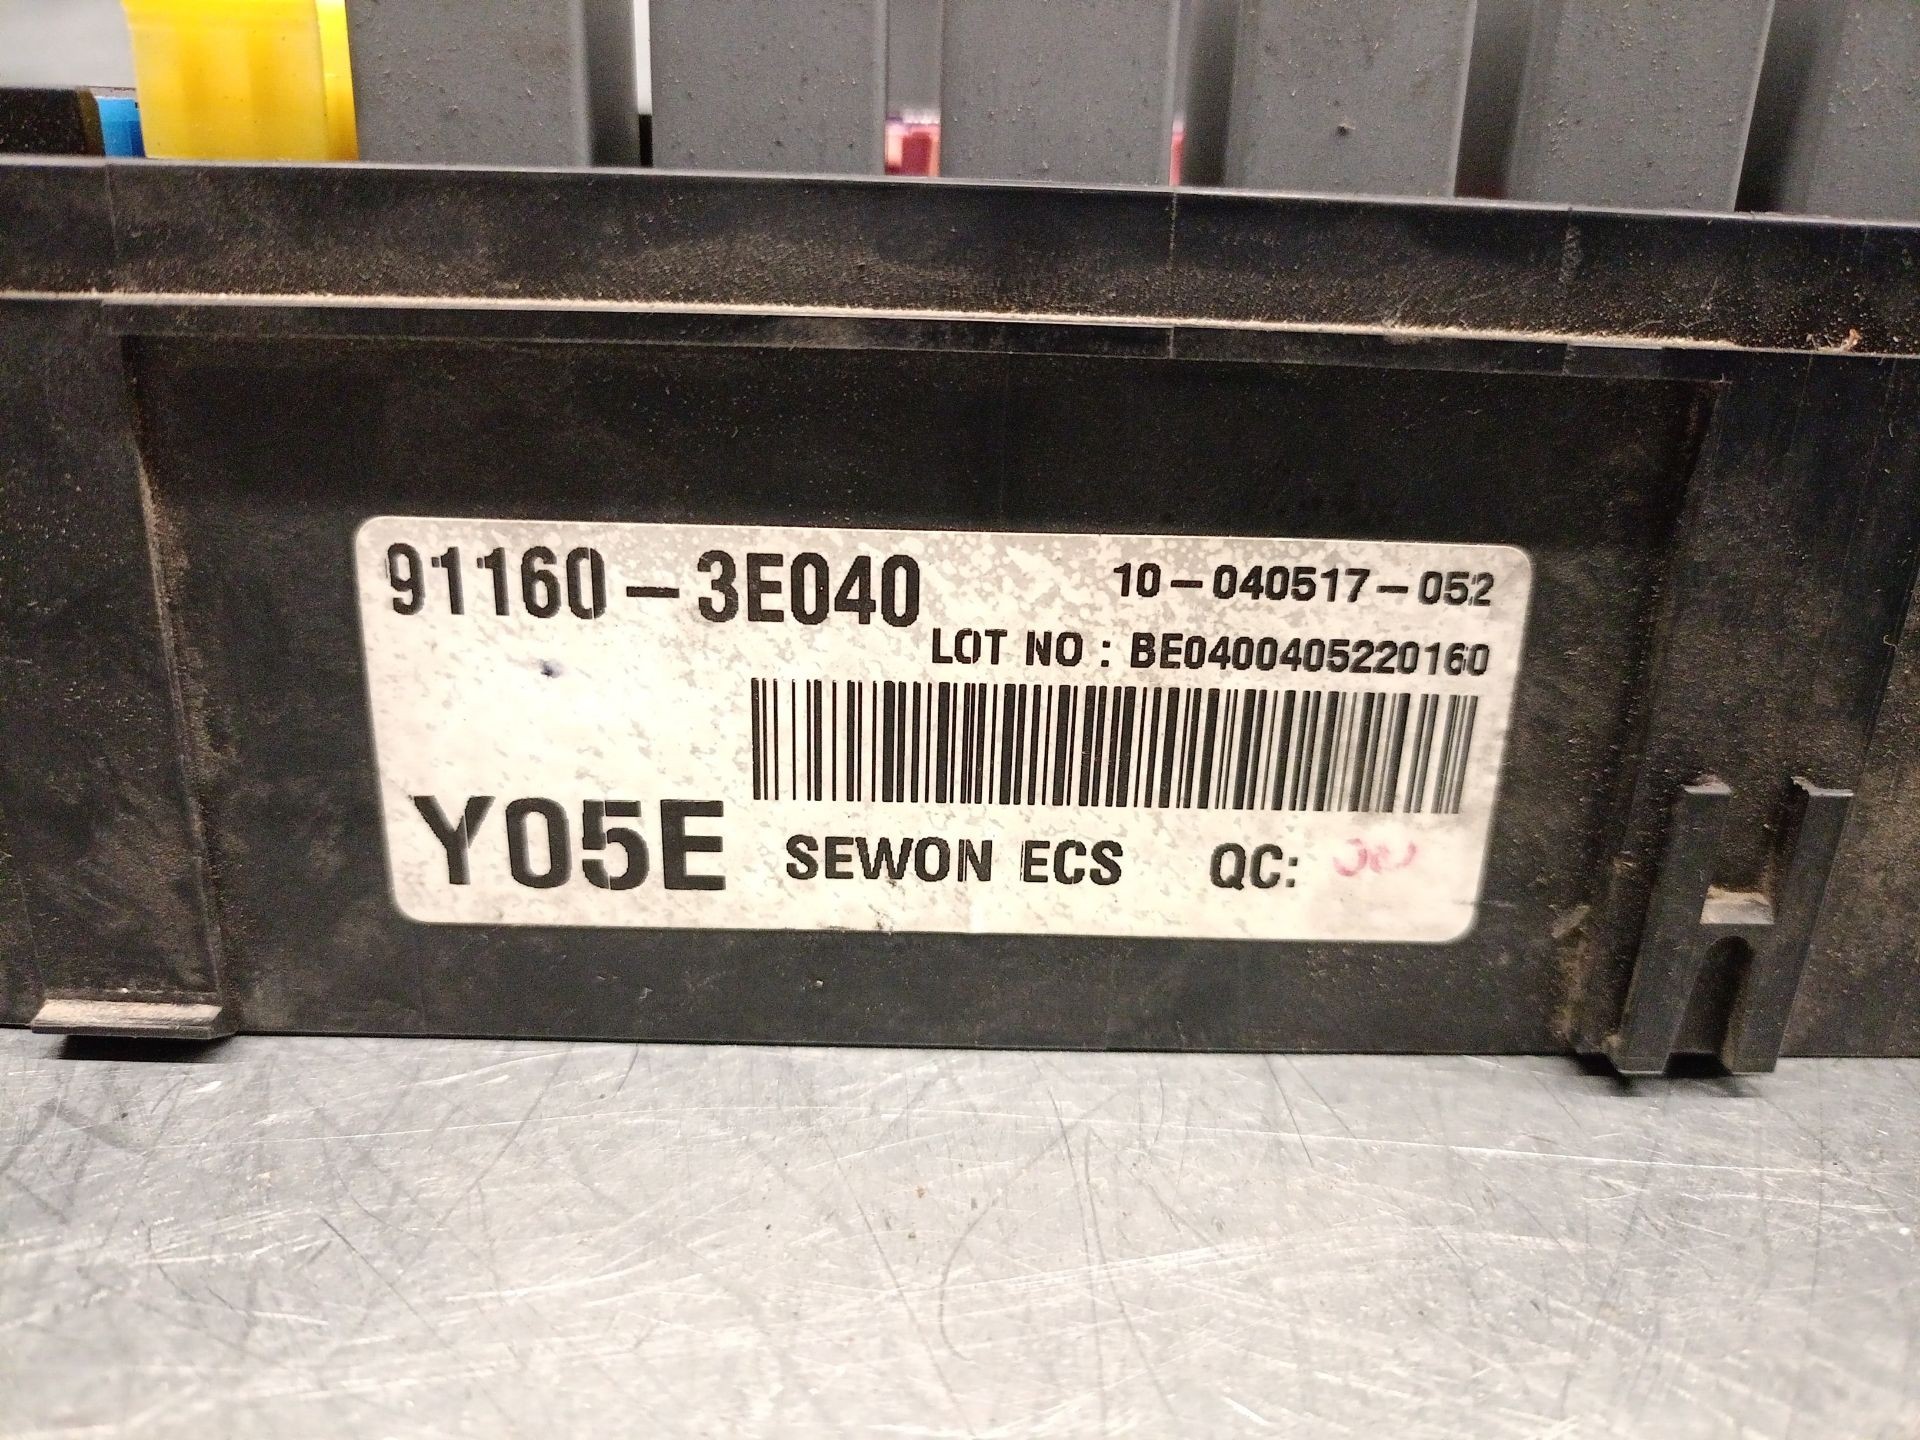 91160-3E040 10-040517-052
LOT NO : BE0400405220160
Y05E SEWON ECS QC: